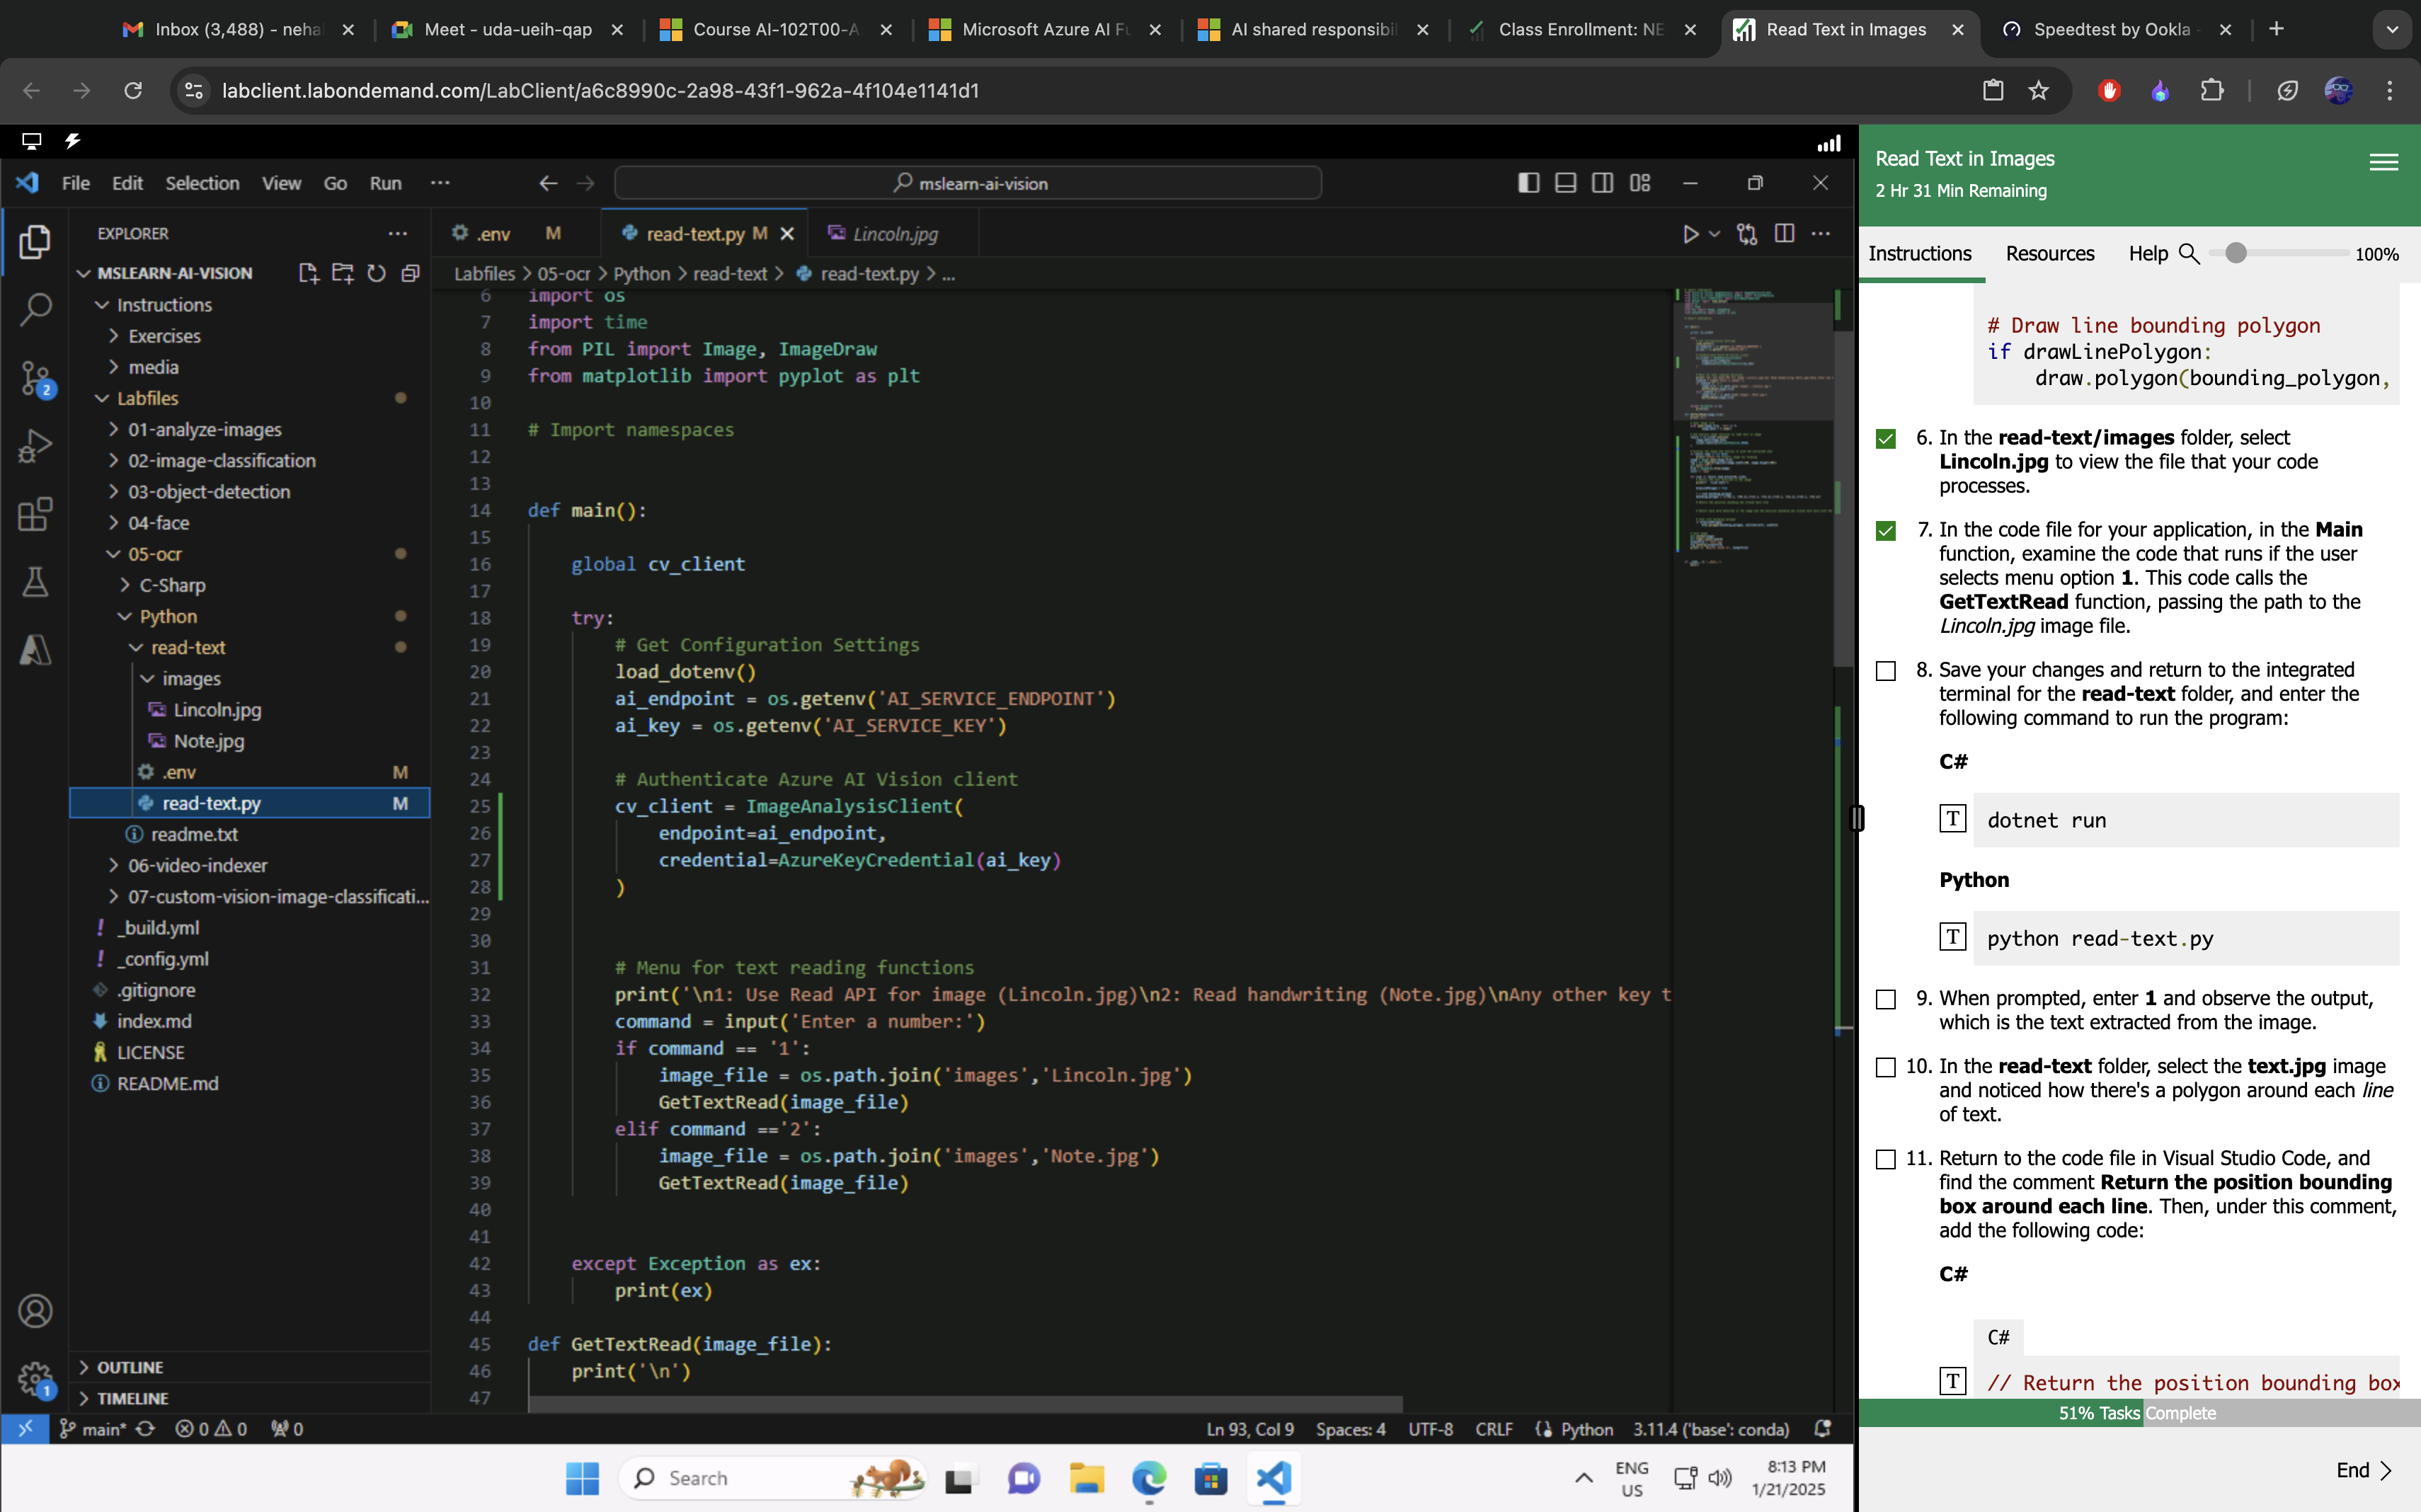 Inbox (3,488) - neha
Meet - uda-ueih-qap
Course AI-102T00-A
Microsoft Azure AI Fu
AI shared responsibil
Class Enrollment: NE
Read Text in Images
Speedtest by Ookla -
labclient.labondemand.com/LabClient/a6c8990c-2a98-43f1-962a-4f104e1141d1
File Edit Selection View Go Run
mslearn-ai-vision
EXPLORER
MSLEARN-AI-VISION
Instructions
Exercises
media
Labfiles
01-analyze-images
02-image-classification
03-object-detection
04-face
05-ocr
C-Sharp
Python
read-text
images
Lincoln.jpg
Note.jpg
.env M
read-text.py M
readme.txt
06-video-indexer
07-custom-vision-image-classificati...
_build.yml
_config.yml
.gitignore
index.md
LICENSE
README.md
OUTLINE
TIMELINE
2
1
.env M
read-text.py M
Lincoln.jpg
Labfiles > 05-ocr > Python > read-text > read-text.py > ...
6 import os
7 import time
8 from PIL import Image, ImageDraw
9 from matplotlib import pyplot as plt
10
11 # Import namespaces
12
13
14 def main():
15
16 global cv_client
17
18 try:
19 # Get Configuration Settings
20 load_dotenv()
21 ai_endpoint = os.getenv('AI_SERVICE_ENDPOINT')
22 ai_key = os.getenv('AI_SERVICE_KEY')
23
24 # Authenticate Azure AI Vision client
25 cv_client = ImageAnalysisClient(
26 endpoint=ai_endpoint,
27 credential=AzureKeyCredential(ai_key)
28 )
29
30
31 # Menu for text reading functions
32 print('\n1: Use Read API for image (Lincoln.jpg)\n2: Read handwriting (Note.jpg)\nAny other key t
33 command = input('Enter a number:')
34 if command == '1':
35 image_file = os.path.join('images','Lincoln.jpg')
36 GetTextRead(image_file)
37 elif command =='2':
38 image_file = os.path.join('images','Note.jpg')
39 GetTextRead(image_file)
40
41
42 except Exception as ex:
43 print(ex)
44
45 def GetTextRead(image_file):
46 print('\n')
47
main* 0 0 0
Ln 93, Col 9 Spaces: 4 UTF-8 CRLF Python 3.11.4 ('base': conda)
Search
ENG
US
8:13 PM
1/21/2025
Read Text in Images
2 Hr 31 Min Remaining
Instructions Resources Help 100%
# Draw line bounding polygon
if drawLinePolygon:
draw.polygon(bounding_polygon,
6. In the read-text/images folder, select
Lincoln.jpg to view the file that your code
processes.
7. In the code file for your application, in the Main
function, examine the code that runs if the user
selects menu option 1. This code calls the
GetTextRead function, passing the path to the
Lincoln.jpg image file.
8. Save your changes and return to the integrated
terminal for the read-text folder, and enter the
following command to run the program:
C#
T dotnet run
Python
T python read-text.py
9. When prompted, enter 1 and observe the output,
which is the text extracted from the image.
10. In the read-text folder, select the text.jpg image
and noticed how there's a polygon around each line
of text.
11. Return to the code file in Visual Studio Code, and
find the comment Return the position bounding
box around each line. Then, under this comment,
add the following code:
C#
C#
T // Return the position bounding box
51% Tasks Complete
End